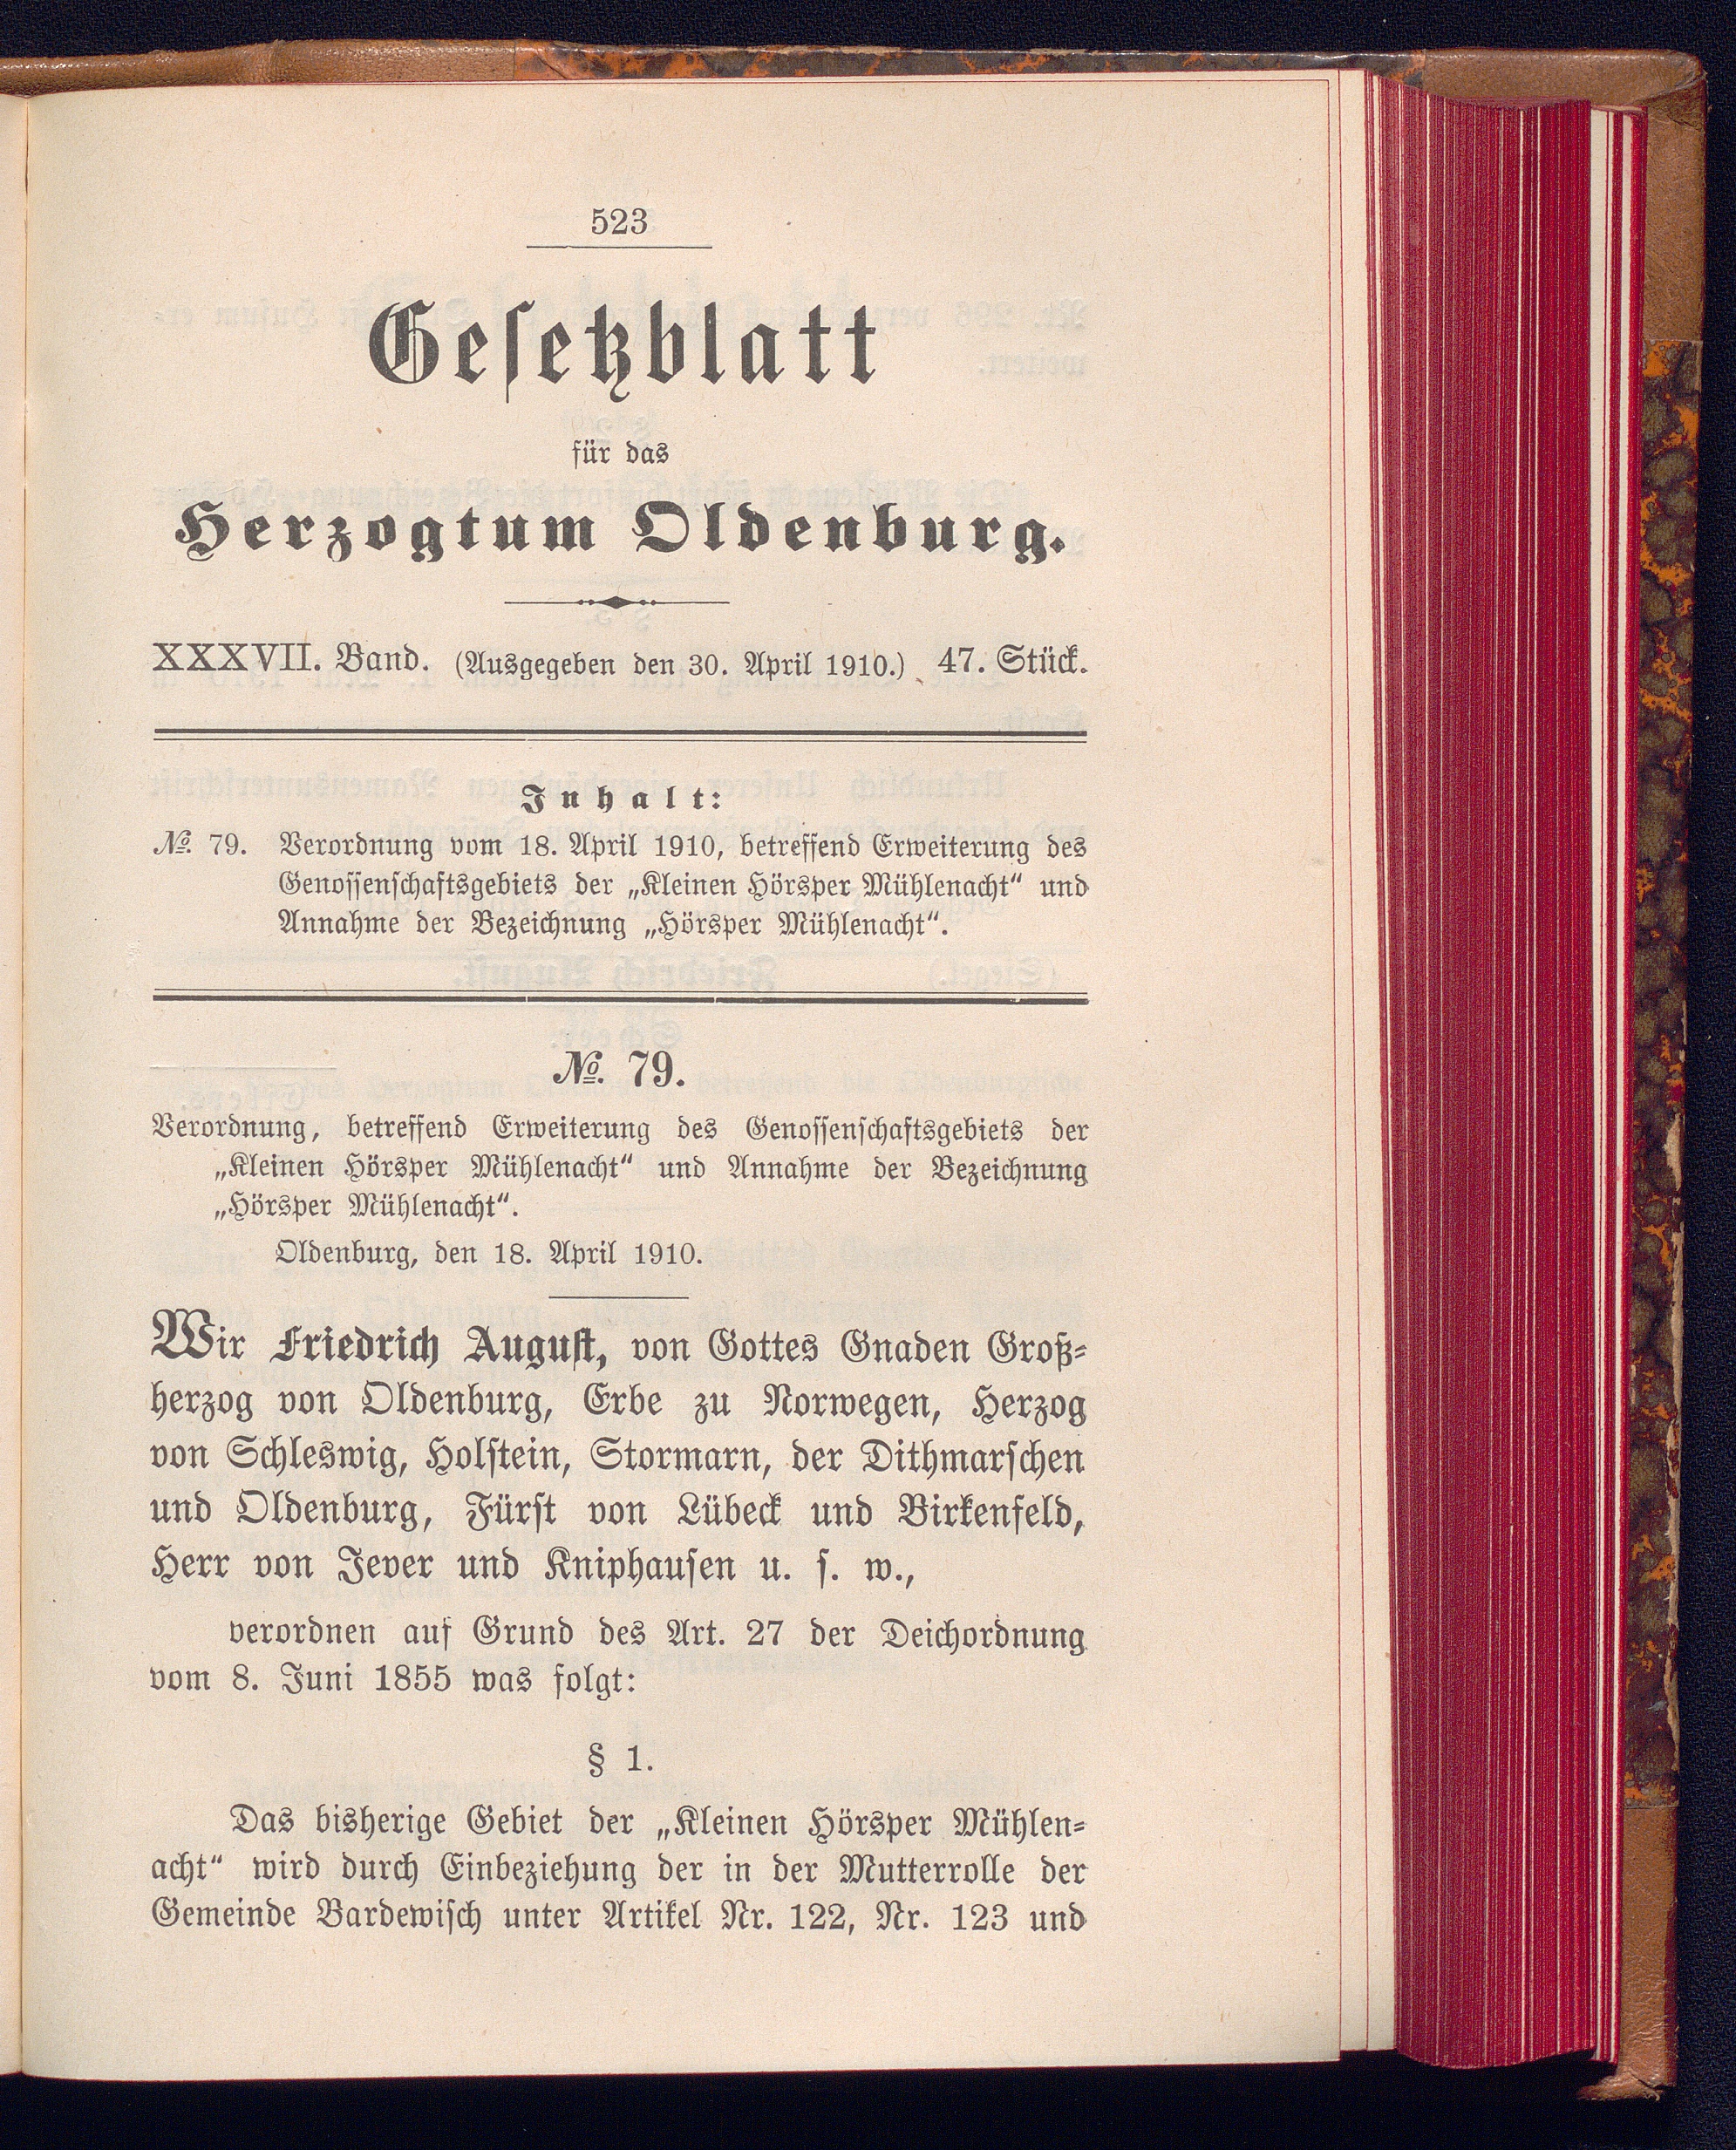 523
Gesetzblatt
für das
Herzogtum Oldenburg.
XXXVII. Band. (Ausgegeben den 30. April 1910.) 47. Stück.
Inhalt:
№. 79. Verordnung vom 18. April 1910, betreffend Erweiterung des
Genossenschaftsgebiets der „Kleinen Hörsper Mühlenacht“ und
Annahme der Bezeichnung „Hörsper Mühlenacht“.
№. 79.
Verordnung, betreffend Erweiterung des Genossenschaftsgebiets der
„Kleinen Hörsper Mühlenacht“ und Annahme der Bezeichnung
„Hörsper Mühlenacht“.
Oldenburg, den 18. April 1910.
Wir Friedrich August, von Gottes Gnaden Groß-
herzog von Oldenburg, Erbe zu Norwegen, Herzog
von Schleswig, Holstein, Stormarn, der Dithmarschen
und Oldenburg, Fürst von Lübeck und Birkenfeld,
Herr von Jever und Kniphausen u. s. w.,
verordnen auf Grund des Art. 27 der Deichordnung
vom 8. Juni 1855 was folgt:
§ 1.
Das bisherige Gebiet der „Kleinen Hörsper Mühlen-
acht“ wird durch Einbeziehung der in der Mutterrolle der
Gemeinde Bardewisch unter Artikel Nr. 122, Nr. 123 und